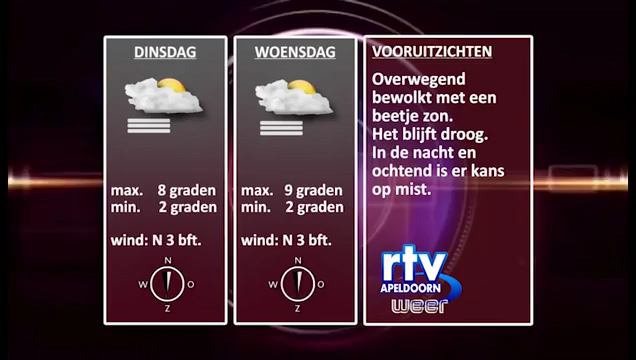 DINSDAG
max. 8 graden
min. 2 graden
wind: N 3 bft.
N
W O
Z
WOENSDAG
max. 9 graden
min. 2 graden
wind: N 3 bft.
N
W O
Z
VOORUITZICHTEN
Overwegend
bewolkt met een
beetje zon.
Het blijft droog.
In de nacht en
ochtend is er kans
op mist.
rtv
APELDOORN
weer